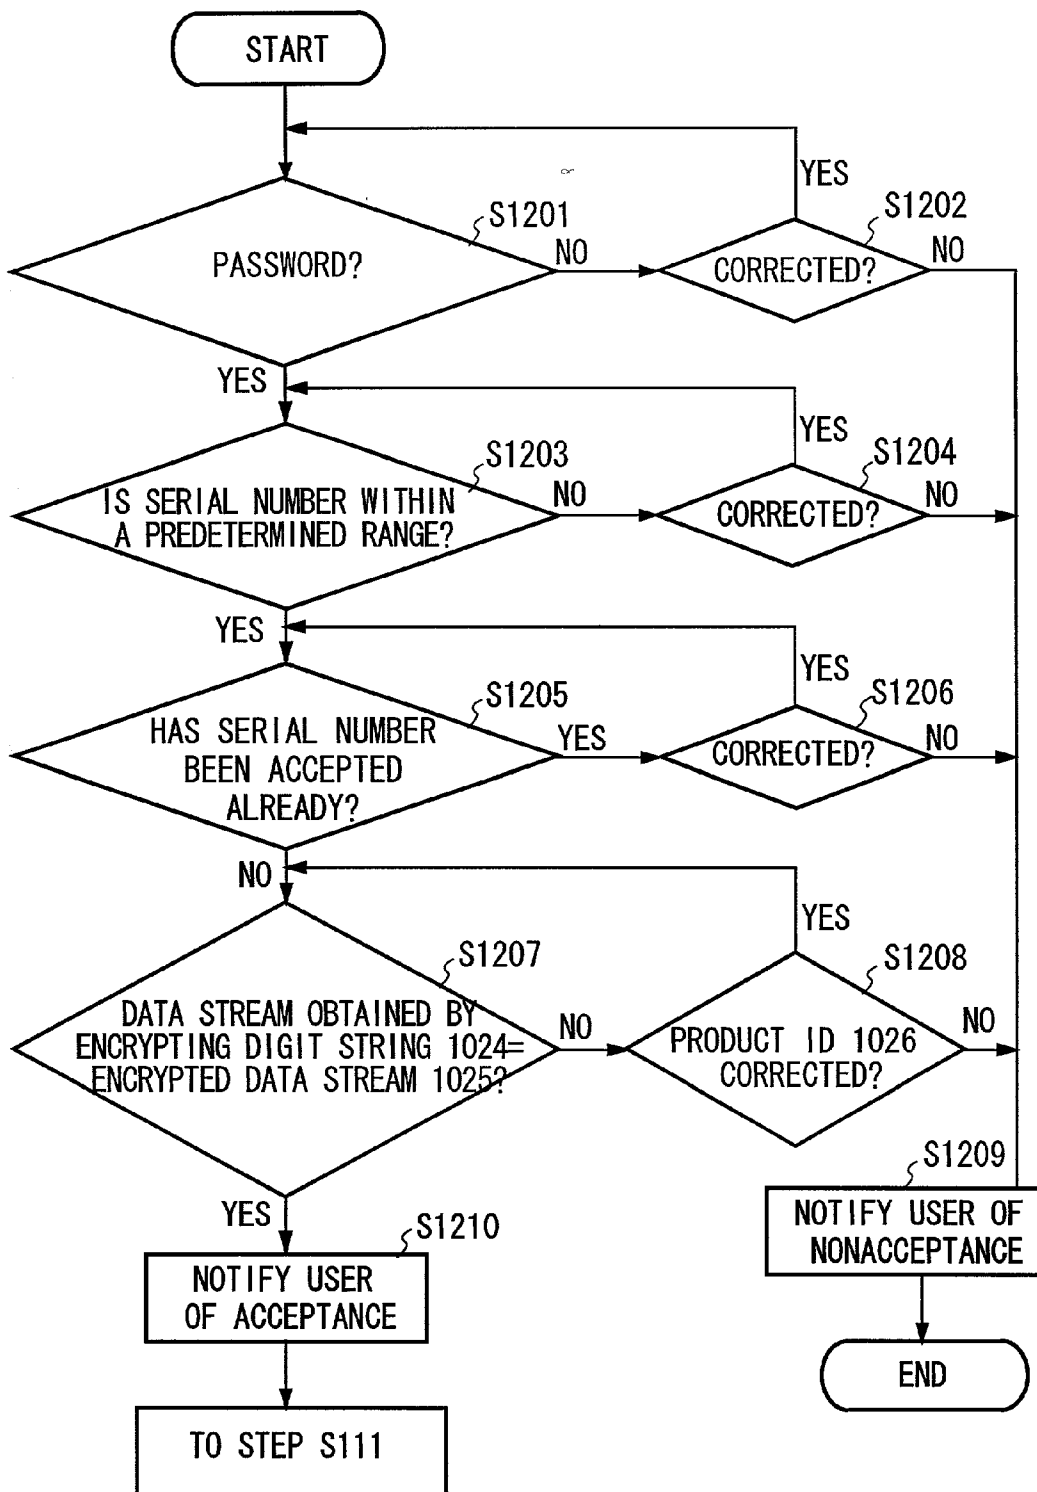 START
YES
S1201
S1202
PASSWORD?
NO
CORRECTED?
NO
YES
YES
S1203
S1204
IS SERIAL NUMBER WITHIN
A PREDETERMINED RANGE?
NO
CORRECTED?
NO
YES
YES
S1205
S1206
HAS SERIAL NUMBER
BEEN ACCEPTED
ALREADY?
YES
CORRECTED?
NO
NO
YES
S1207
S1208
DATA STREAM OBTAINED BY
ENCRYPTING DIGIT STRING 1024=
ENCRYPTED DATA STREAM 1025?
NO
PRODUCT ID 1026
CORRECTED?
NO
S1209
NOTIFY USER OF
NONACCEPTANCE
YES
S1210
NOTIFY USER
OF ACCEPTANCE
END
TO STEP S111